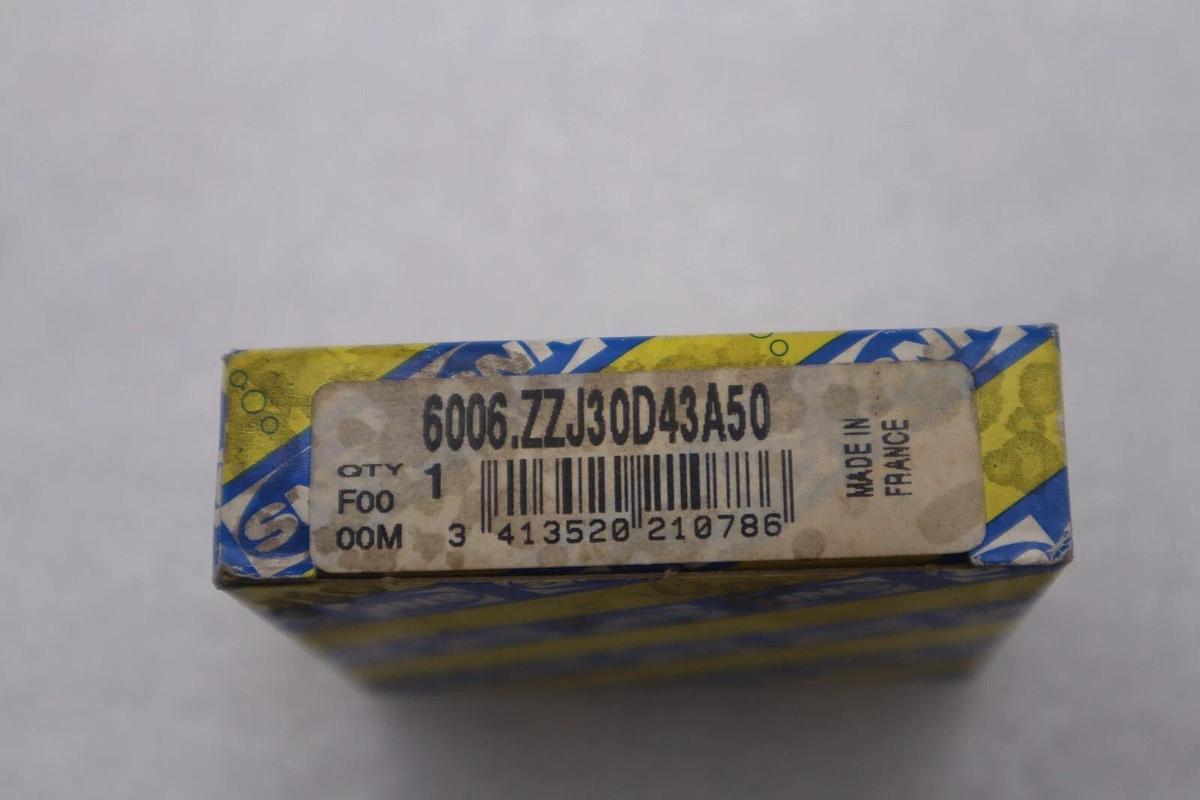 6006.ZZJ30D43A50
QTY 1
F00
00M
3 413520 210786
MADE IN
FRANCE